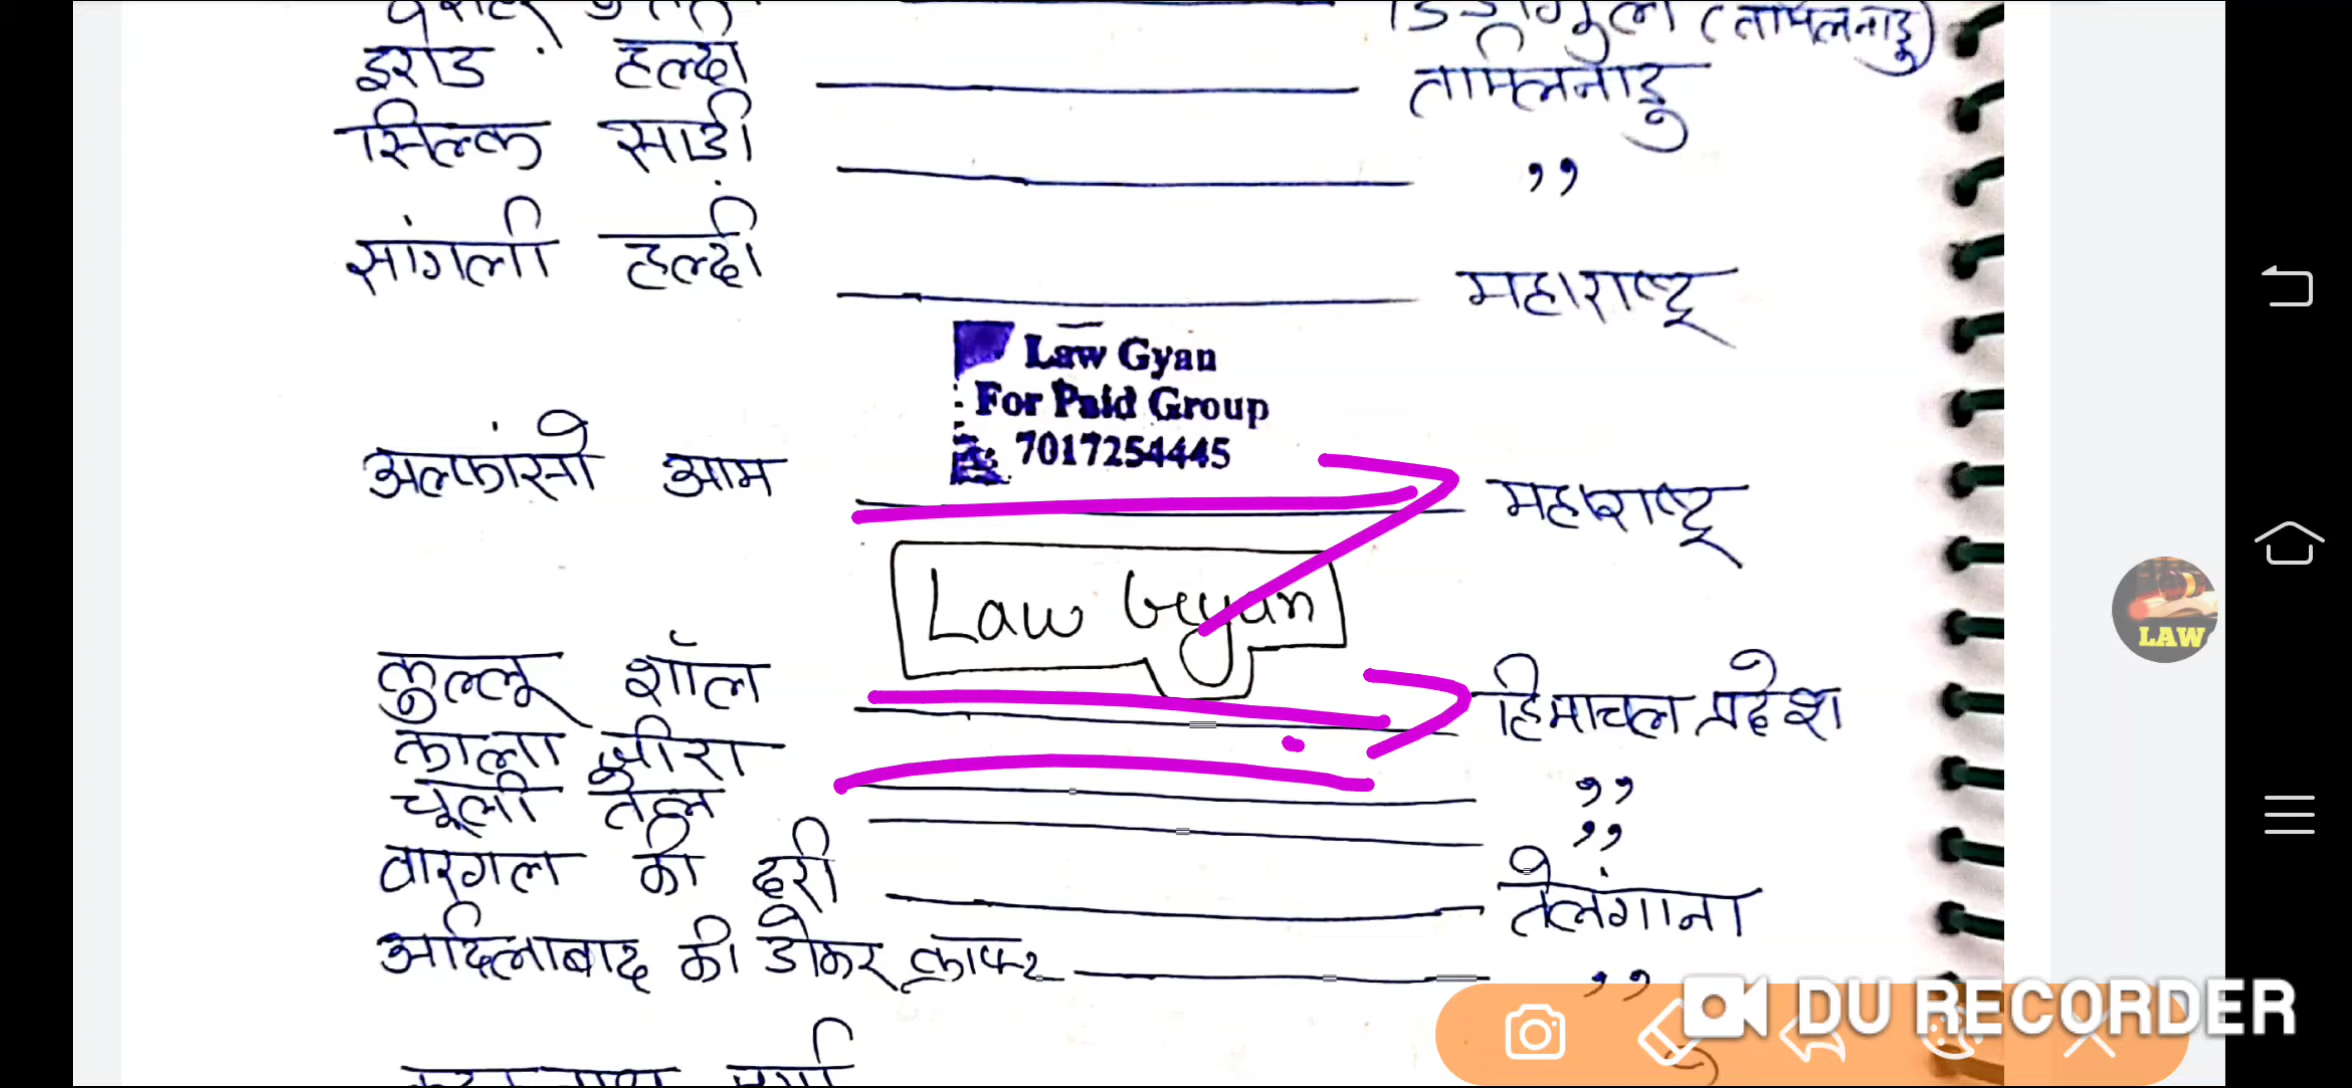 डिंडीगुल (तामिलनाडु)
इरोड हल्दी तामिलनाडु
सिल्क साडी ,,
सांगली हल्दी महाराष्ट्र
Law Gyan
For Paid Group
7017254445
अल्फांसो आम महाराष्ट्र
Law Gyan
कुल्लू शॉल हिमाचल प्रदेश
काला जीरा ,,
चूली तेल ,,
वारंगल की दरी तेलंगाना
आदिलाबाद की डोकर क्राफ्ट ,,
LAW
DU RECORDER